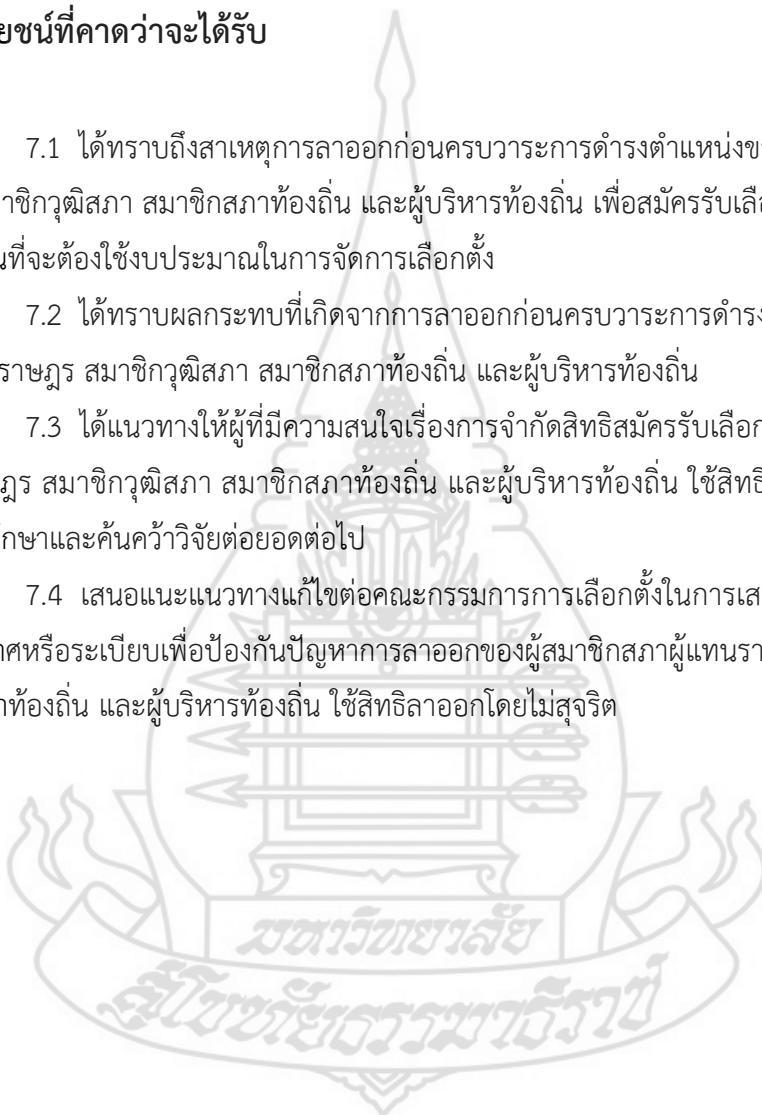 ยชน์ที่คาดว่าจะได้รับ
7.1 ได้ทราบถึงสาเหตุการลาออกก่อนครบวาระการดำรงตำแหน่งข
าชิกวุฒิสภา สมาชิกสภาท้องถิ่น และผู้บริหารท้องถิ่น เพื่อสมัครรับเลือ
นที่จะต้องใช้งบประมาณในการจัดการเลือกตั้ง
7.2 ได้ทราบผลกระทบที่เกิดจากการลาออกก่อนครบวาระการดำรง
ราษฎร สมาชิกวุฒิสภา สมาชิกสภาท้องถิ่น และผู้บริหารท้องถิ่น
7.3 ได้แนวทางให้ผู้ที่มีความสนใจเรื่องการจำกัดสิทธิสมัครรับเลือก
ฎร สมาชิกวุฒิสภา สมาชิกสภาท้องถิ่น และผู้บริหารท้องถิ่น ใช้สิทธิ
กษาและค้นคว้าวิจัยต่อยอดต่อไป
7.4 เสนอแนะแนวทางแก้ไขต่อคณะกรรมการการเลือกตั้งในการเส
าศหรือระเบียบเพื่อป้องกันปัญหาการลาออกของผู้สมาชิกสภาผู้แทนรา
าท้องถิ่น และผู้บริหารท้องถิ่น ใช้สิทธิลาออกโดยไม่สุจริต
มหาวิทยาลัย
สุโขทัยธรรมาธิราช